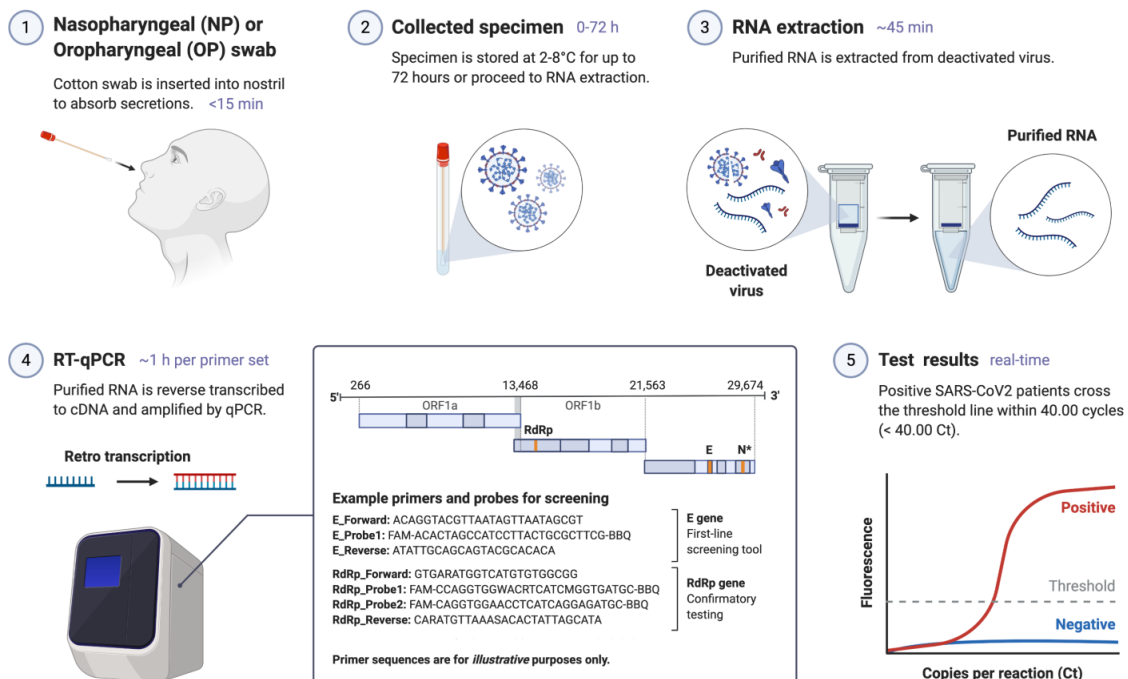 1
Nasopharyngeal (NP) or
Oropharyngeal (OP) swab
Cotton swab is inserted into nostril
to absorb secretions. <15 min
2
Collected specimen 0-72 h
Specimen is stored at 2-8°C for up to
72 hours or proceed to RNA extraction.
3
RNA extraction ~45 min
Purified RNA is extracted from deactivated virus.
Purified RNA
Deactivated
virus
4
RT-qPCR ~1 h per primer set
Purified RNA is reverse transcribed
to cDNA and amplified by qPCR.
Retro transcription
266 13,468 21,563 29,674
5' 3'
ORF1a ORF1b
RdRp
E N*
Example primers and probes for screening
E_Forward: ACAGGTACGTTAATAGTTAATAGCGT
E_Probe1: FAM-ACACTAGCCATCCTTACTGCGCTTCG-BBQ
E_Reverse: ATATTGCAGCAGTACGCACACA
E gene
First-line
screening tool
RdRp_Forward: GTGARATGGTCATGTGTGGCGG
RdRp_Probe1: FAM-CCAGGTGGWACRTCATCMGGTGATGC-BBQ
RdRp_Probe2: FAM-CAGGTGGAACCTCATCAGGAGATGC-BBQ
RdRp_Reverse: CARATGTTAAASACACTATTAGCATA
RdRp gene
Confirmatory
testing
Primer sequences are for illustrative purposes only.
5
Test results real-time
Positive SARS-CoV2 patients cross
the threshold line within 40.00 cycles
(< 40.00 Ct).
Fluorescence
Positive
Threshold
Negative
Copies per reaction (Ct)